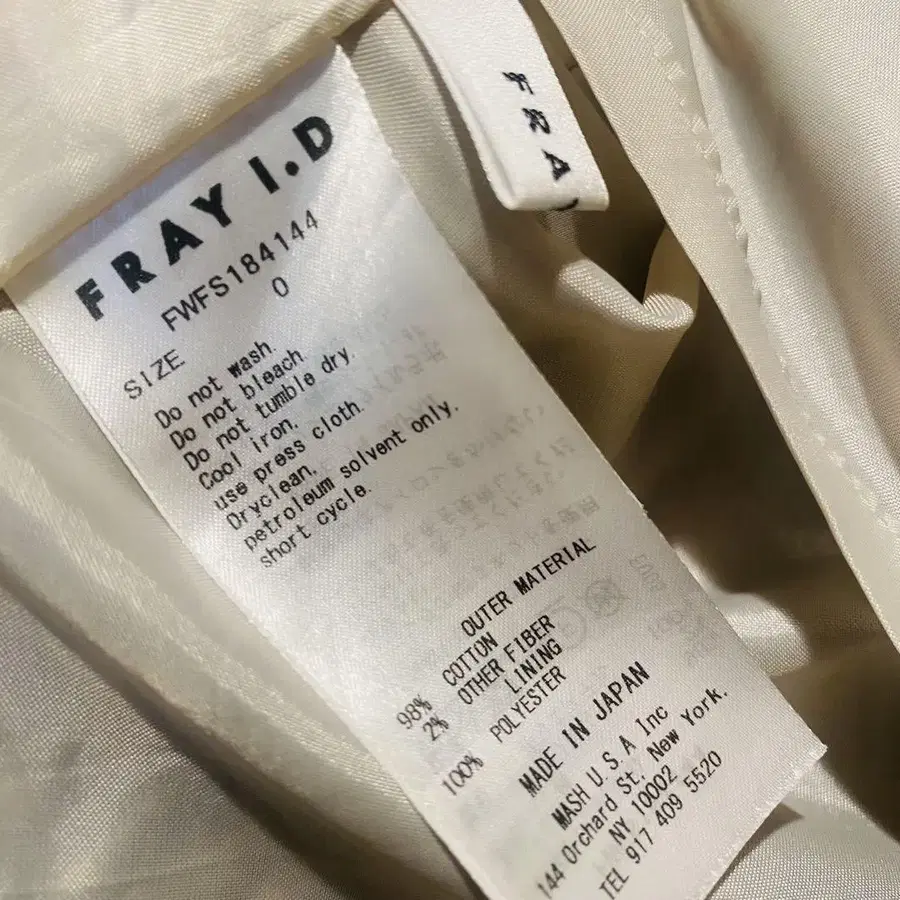 FRAY I.D
FWFS184144
SIZE 0
Do not wash.
Do not bleach.
Do not tumble dry.
Cool iron.
use press cloth.
Dryclean.
petroleum solvent only.
short cycle.
OUTER MATERIAL
98% COTTON
2% OTHER FIBER
LINING
100% POLYESTER
MADE IN JAPAN
MASH U.S.A Inc
144 Orchard St, New York,
NY 10002
TEL 917 409 5520
FRA